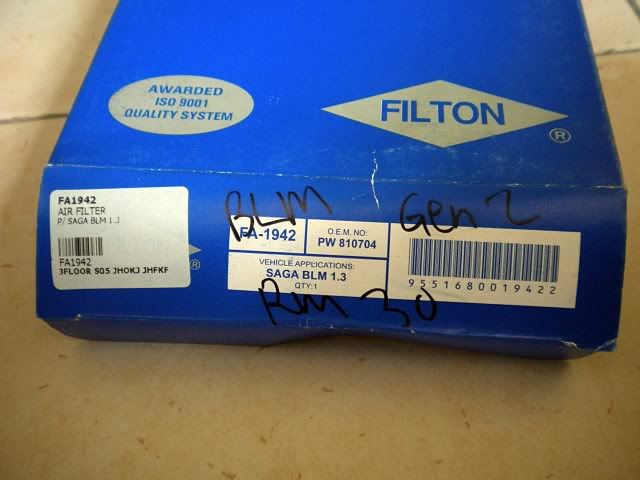 AWARDED
ISO 9001
QUALITY SYSTEM
FILTON
®
FA1942
AIR FILTER
P/ SAGA BLM 1.3
FA1942
3FLOOR S05 JHOKJ JHFKF
®
BLM
Gen 2
FA-1942
O.E.M. NO:
PW 810704
VEHICLE APPLICATIONS:
SAGA BLM 1.3
QTY:1
RM 30
9551680019422